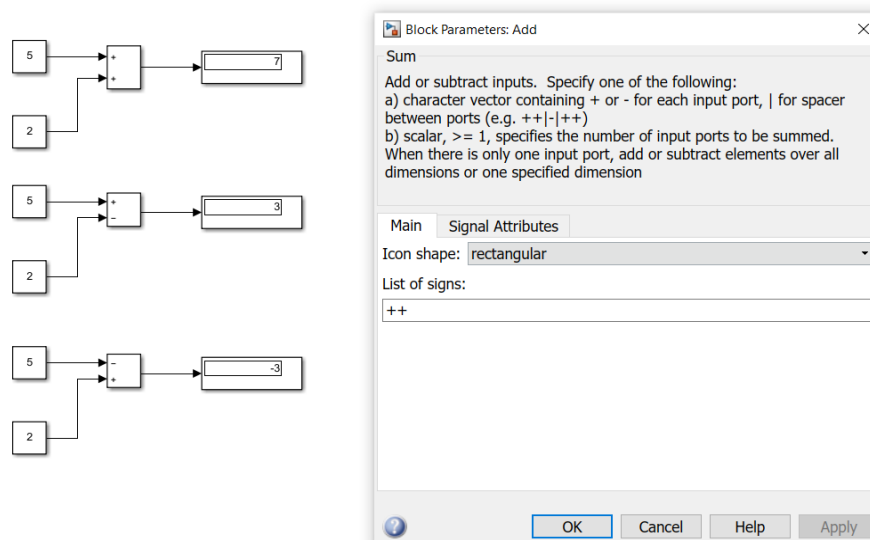 5
+
+
7
2
5
+
−
3
2
5
−
+
-3
2
Block Parameters: Add
Sum
Add or subtract inputs.  Specify one of the following:
a) character vector containing + or - for each input port, | for spacer
between ports (e.g. ++|-|++)
b) scalar, >= 1, specifies the number of input ports to be summed.
When there is only one input port, add or subtract elements over all
dimensions or one specified dimension
Main
Signal Attributes
Icon shape: rectangular
List of signs:
++
?
OK
Cancel
Help
Apply